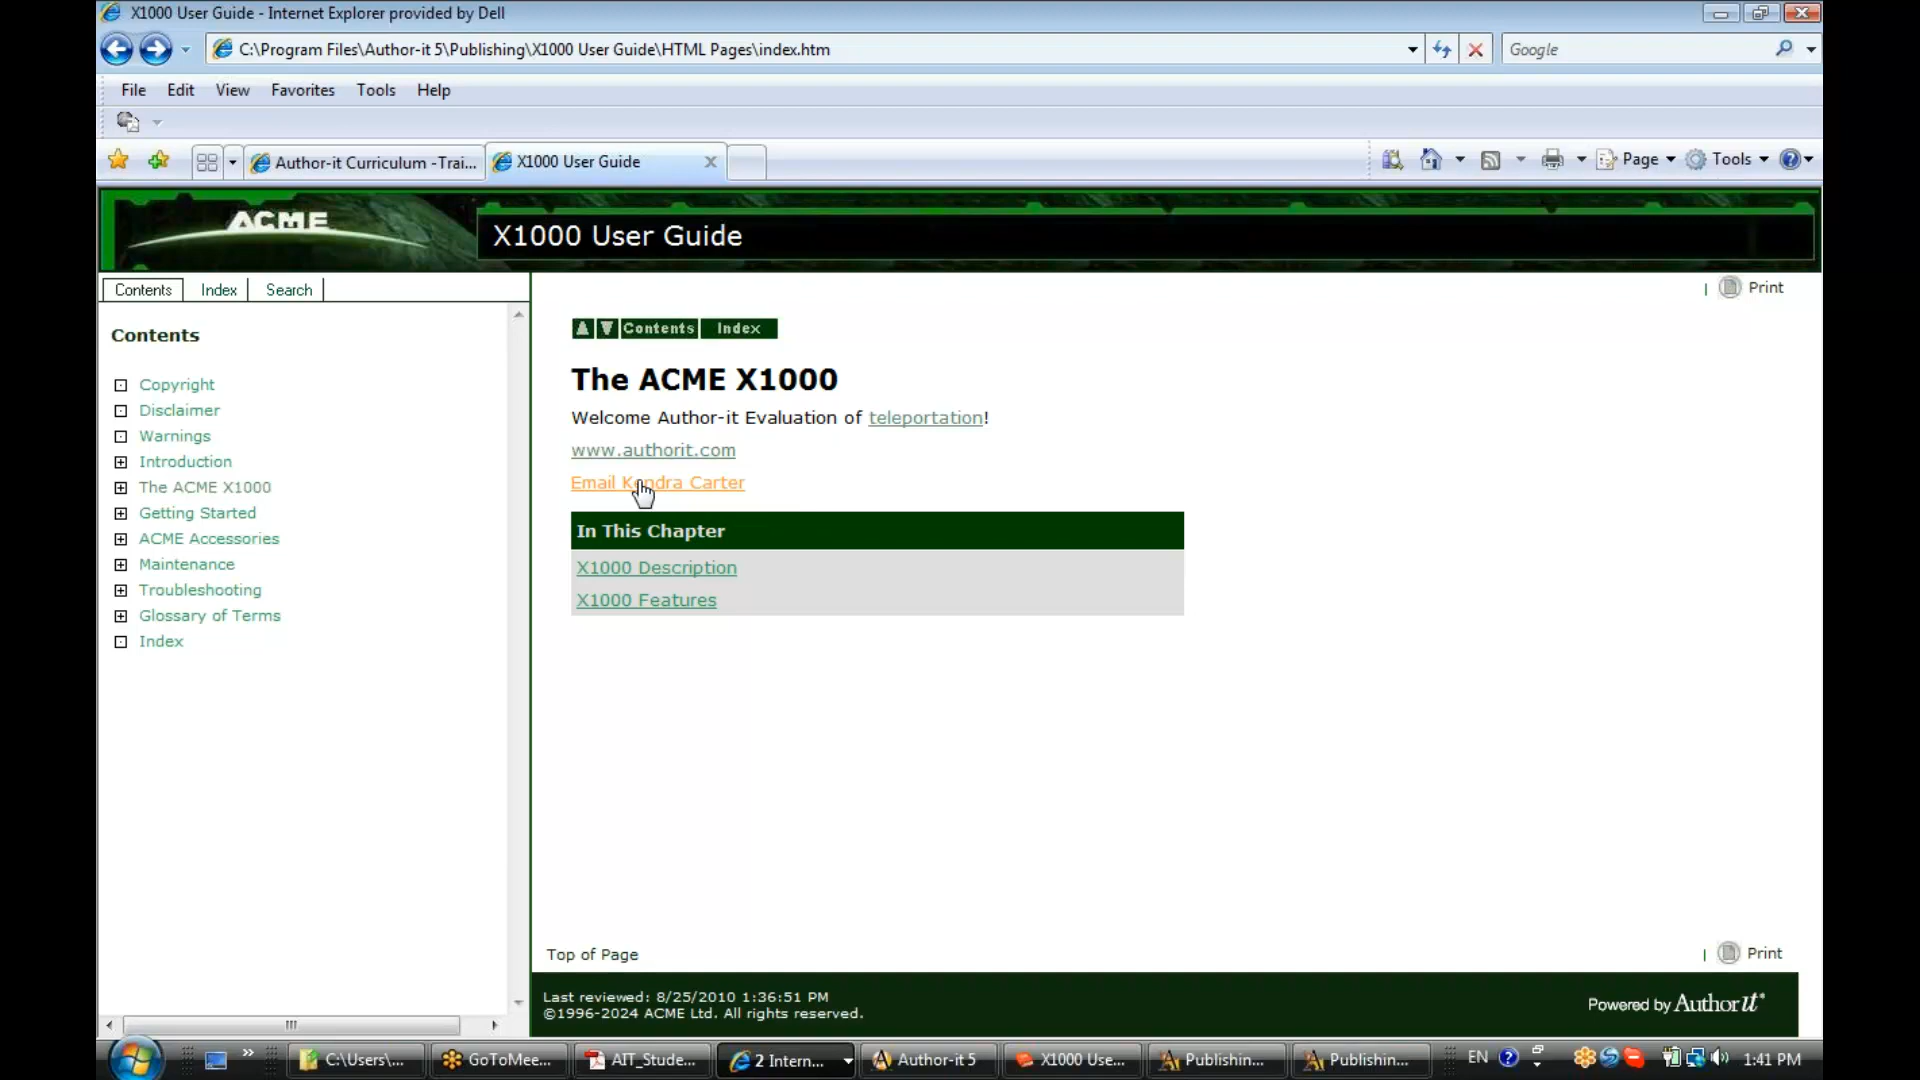 X1000 User Guide - Internet Explorer provided by Dell
C:\Program Files\Author-it 5\Publishing\X1000 User Guide\HTML Pages\index.htm
Google
File Edit View Favorites Tools Help
Author-it Curriculum -Trai...
X1000 User Guide
Page
Tools
ACME
X1000 User Guide
Contents Index Search
Print
Contents
Copyright
Disclaimer
Warnings
Introduction
The ACME X1000
Getting Started
ACME Accessories
Maintenance
Troubleshooting
Glossary of Terms
Index
Contents Index
The ACME X1000
Welcome Author-it Evaluation of teleportation!
www.authorit.com
Email Kendra Carter
In This Chapter
X1000 Description
X1000 Features
Top of Page
Print
Last reviewed: 8/25/2010 1:36:51 PM
©1996-2024 ACME Ltd. All rights reserved.
Powered by Authorit
C:\Users\...
GoToMee...
AIT_Stude...
2 Intern...
Author-it 5
X1000 Use...
Publishin...
Publishin...
EN
1:41 PM